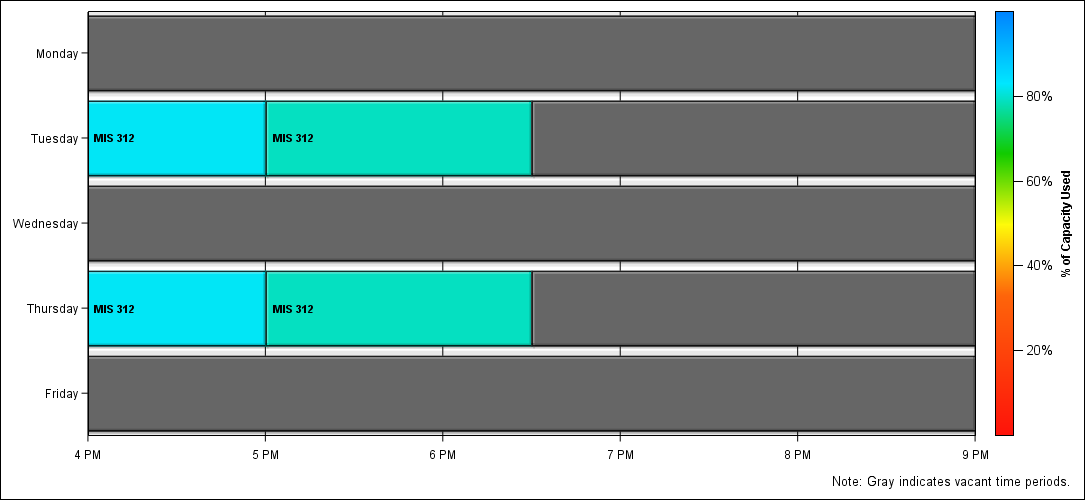 Monday
Tuesday
MIS 312
MIS 312
Wednesday
Thursday
MIS 312
MIS 312
Friday
4 PM
5 PM
6 PM
7 PM
8 PM
9 PM
80%
60%
40%
20%
% of Capacity Used
Note: Gray indicates vacant time periods.